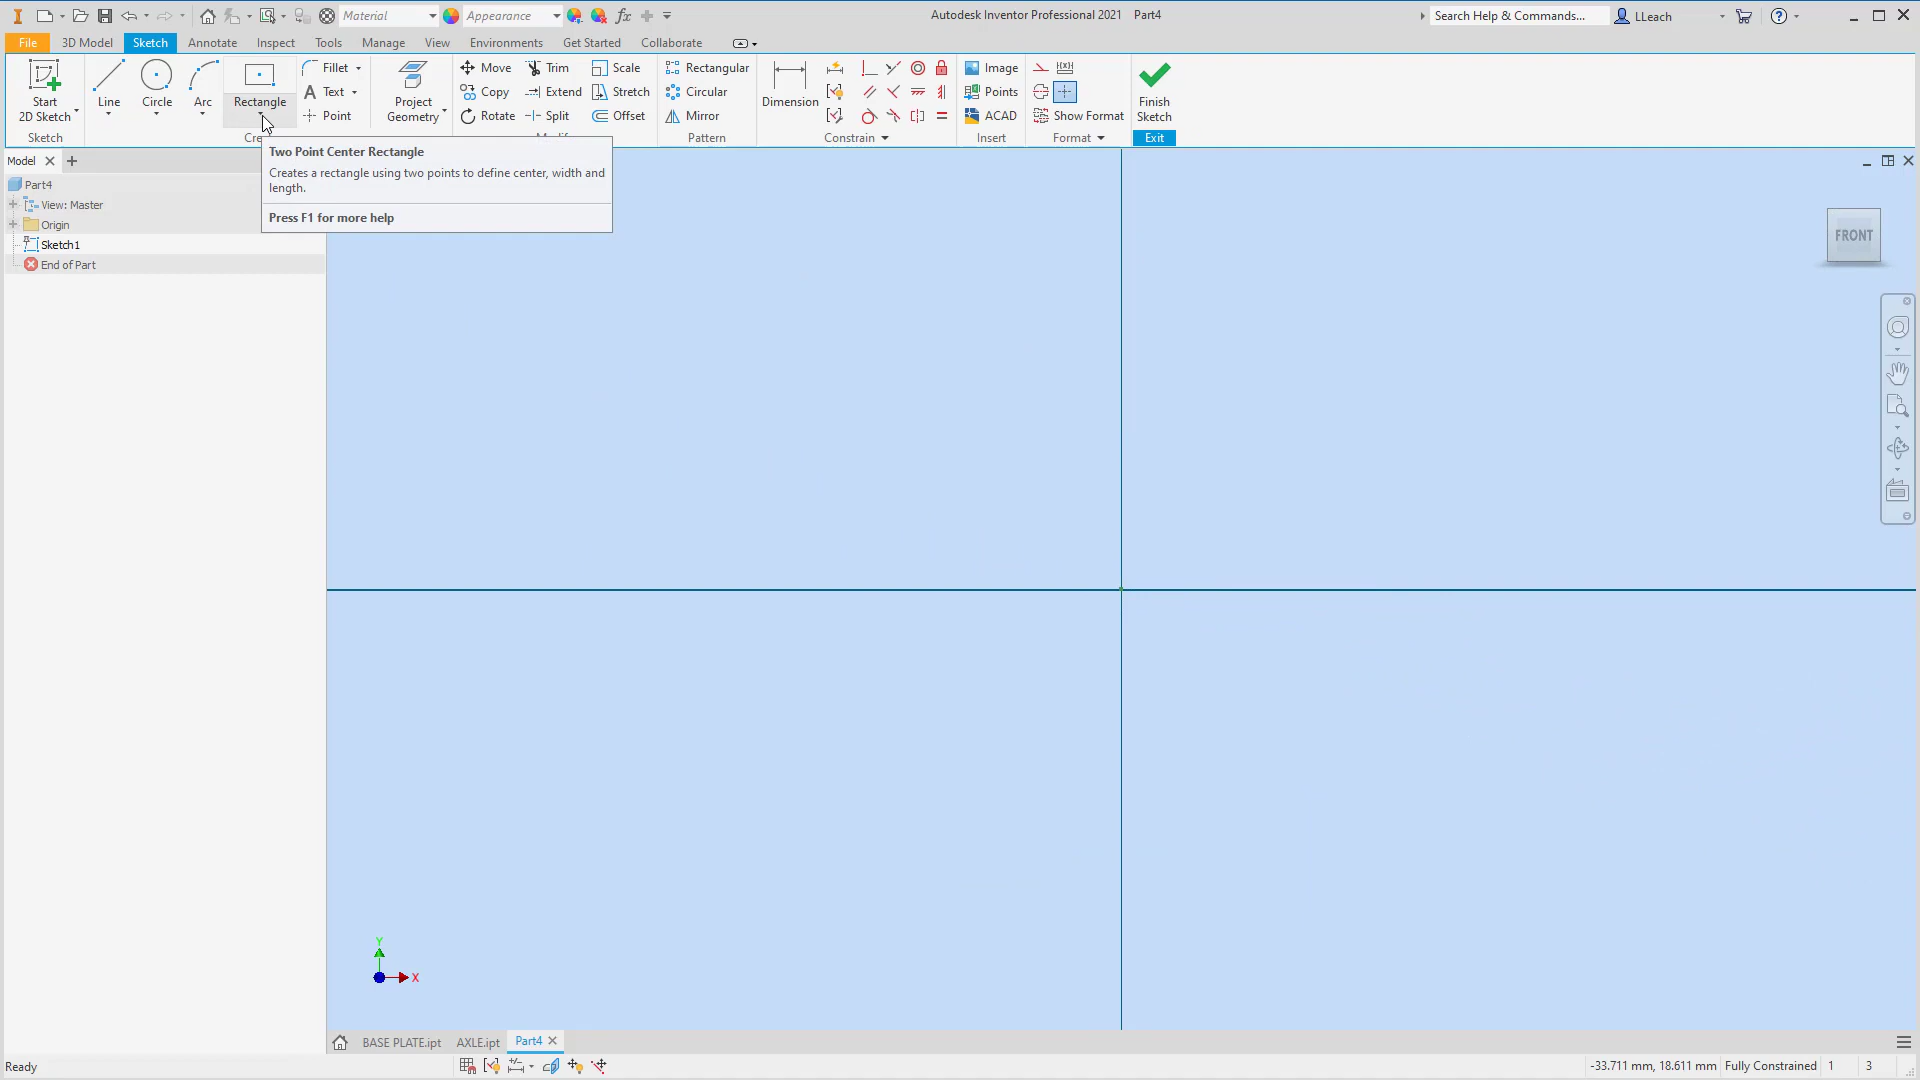 Material
Appearance
Autodesk Inventor Professional 2021 Part4
Search Help & Commands...
LLeach
File 3D Model Sketch Annotate Inspect Tools Manage View Environments Get Started Collaborate
Start
2D Sketch
Line
Circle
Arc
Rectangle
Fillet
Text
Point
Project
Geometry
Move
Copy
Rotate
Trim
Extend
Split
Scale
Stretch
Offset
Rectangular
Circular
Mirror
Dimension
Image
Points
ACAD
Show Format
Finish
Sketch
Sketch
Pattern
Constrain
Insert
Format
Exit
Two Point Center Rectangle
Creates a rectangle using two points to define center, width and
length.
Press F1 for more help
Model
Part4
View: Master
Origin
Sketch1
End of Part
FRONT
Y
X
BASE PLATE.ipt AXLE.ipt Part4
Ready
-33.711 mm, 18.611 mm Fully Constrained 1 3